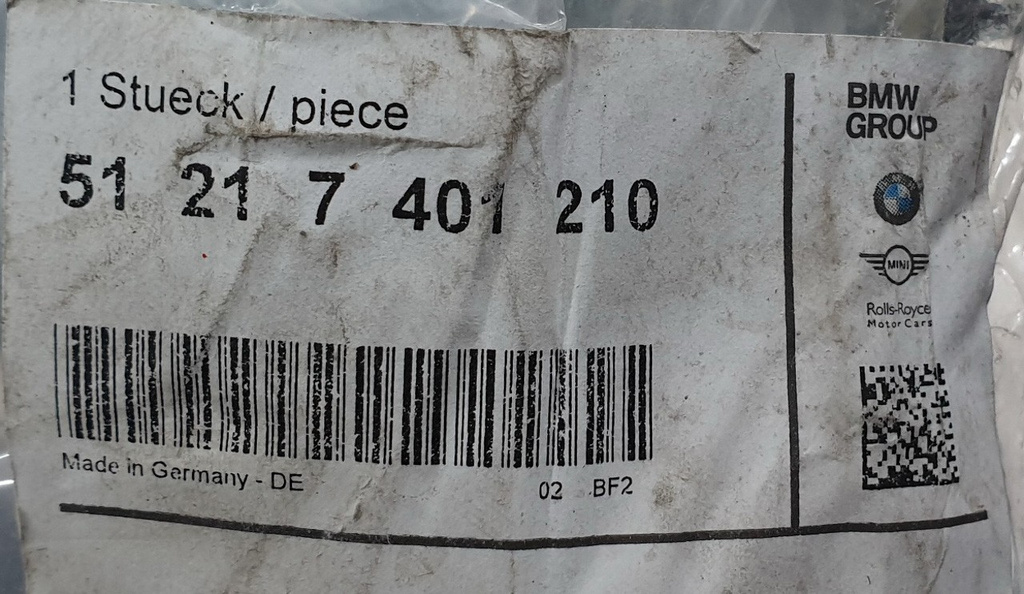 1 Stueck / piece
51 21 7 401 210
Made in Germany - DE
02 BF2
BMW
GROUP
MINI
Rolls-Royce
Motor Cars